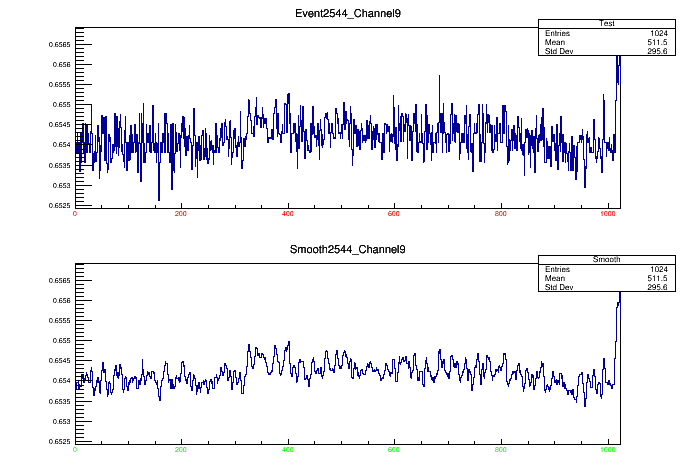 Event2544_Channel9
Test
Entries 1024
Mean 511.5
Std Dev 295.6
0.6565
0.656
0.6555
0.655
0.6545
0.654
0.6535
0.653
0.6525
0 200 400 600 800 1000
Smooth2544_Channel9
Smooth
Entries 1024
Mean 511.5
Std Dev 295.6
0.6565
0.656
0.6555
0.655
0.6545
0.654
0.6535
0.653
0.6525
0 200 400 600 800 1000